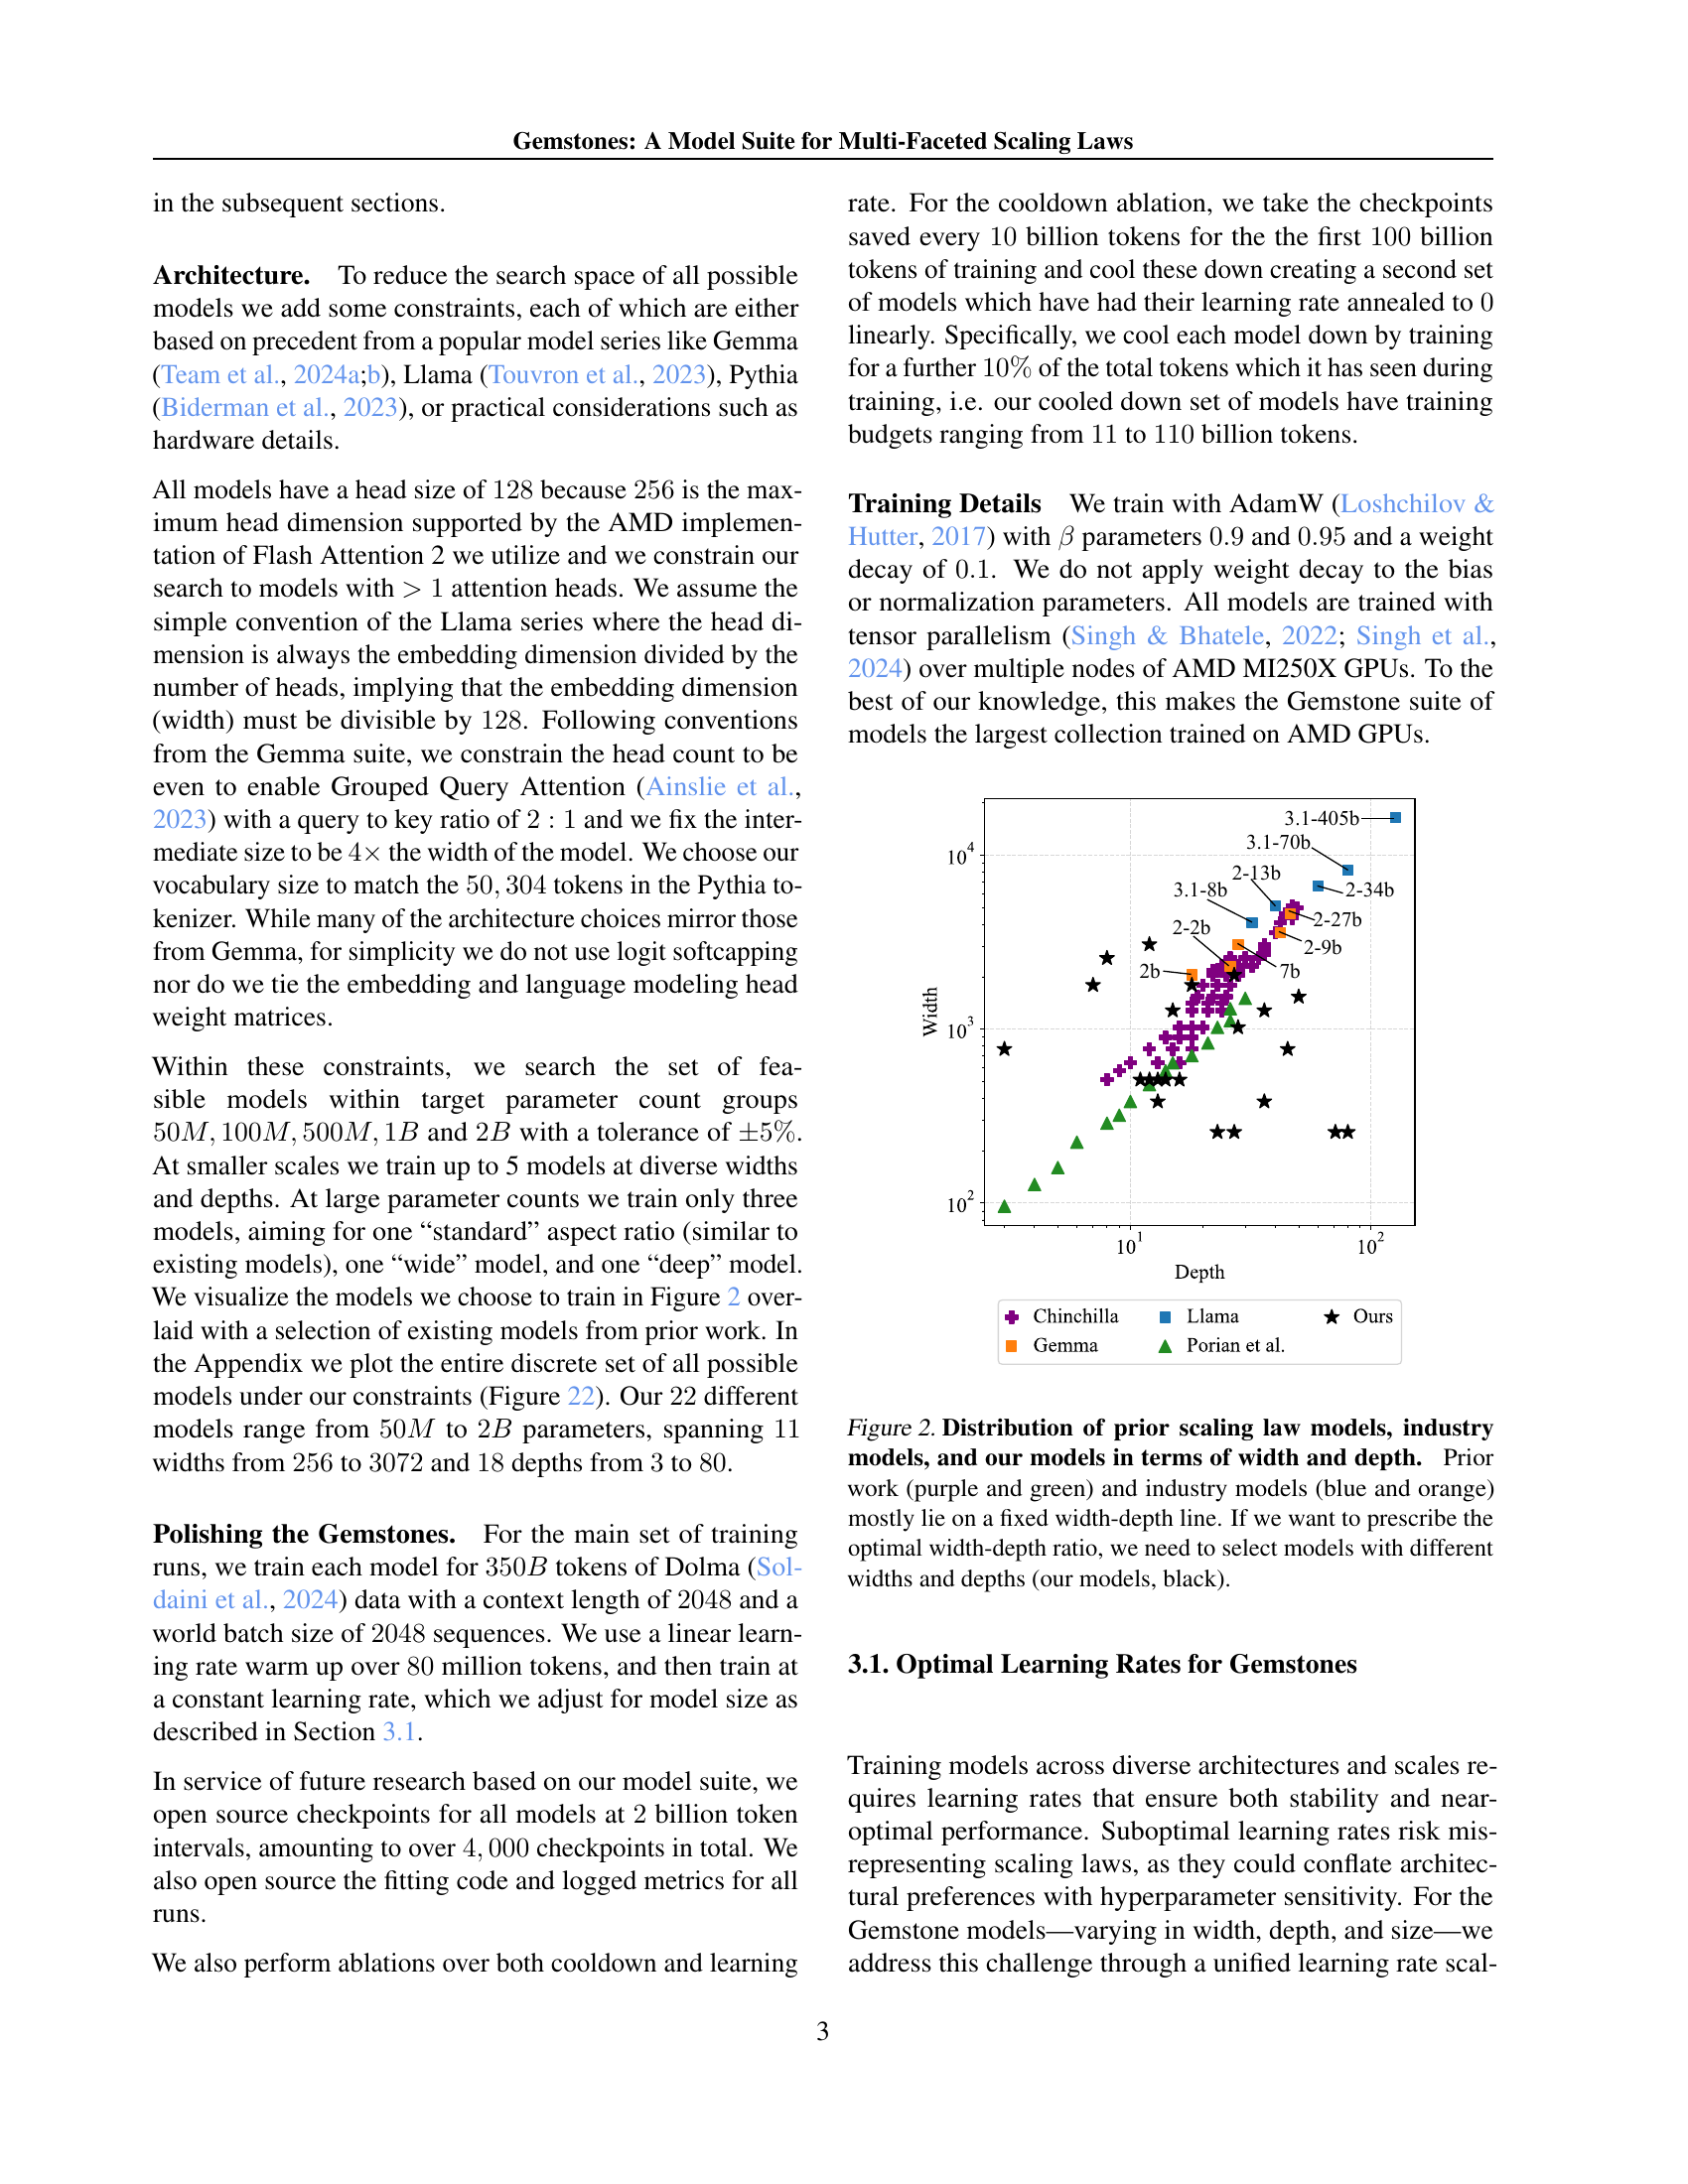 Gemstones: A Model Suite for Multi-Faceted Scaling Laws
in the subsequent sections.
Architecture. To reduce the search space of all possible
models we add some constraints, each of which are either
based on precedent from a popular model series like Gemma
(Team et al., 2024a;b), Llama (Touvron et al., 2023), Pythia
(Biderman et al., 2023), or practical considerations such as
hardware details.
All models have a head size of 128 because 256 is the max-
imum head dimension supported by the AMD implemen-
tation of Flash Attention 2 we utilize and we constrain our
search to models with > 1 attention heads. We assume the
simple convention of the Llama series where the head di-
mension is always the embedding dimension divided by the
number of heads, implying that the embedding dimension
(width) must be divisible by 128. Following conventions
from the Gemma suite, we constrain the head count to be
even to enable Grouped Query Attention (Ainslie et al.,
2023) with a query to key ratio of 2 : 1 and we fix the inter-
mediate size to be 4× the width of the model. We choose our
vocabulary size to match the 50, 304 tokens in the Pythia to-
kenizer. While many of the architecture choices mirror those
from Gemma, for simplicity we do not use logit softcapping
nor do we tie the embedding and language modeling head
weight matrices.
Within these constraints, we search the set of fea-
sible models within target parameter count groups
50M, 100M, 500M, 1B and 2B with a tolerance of ±5%.
At smaller scales we train up to 5 models at diverse widths
and depths. At large parameter counts we train only three
models, aiming for one “standard” aspect ratio (similar to
existing models), one “wide” model, and one “deep” model.
We visualize the models we choose to train in Figure 2 over-
laid with a selection of existing models from prior work. In
the Appendix we plot the entire discrete set of all possible
models under our constraints (Figure 22). Our 22 different
models range from 50M to 2B parameters, spanning 11
widths from 256 to 3072 and 18 depths from 3 to 80.
Polishing the Gemstones. For the main set of training
runs, we train each model for 350B tokens of Dolma (Sol-
daini et al., 2024) data with a context length of 2048 and a
world batch size of 2048 sequences. We use a linear learn-
ing rate warm up over 80 million tokens, and then train at
a constant learning rate, which we adjust for model size as
described in Section 3.1.
In service of future research based on our model suite, we
open source checkpoints for all models at 2 billion token
intervals, amounting to over 4, 000 checkpoints in total. We
also open source the fitting code and logged metrics for all
runs.
We also perform ablations over both cooldown and learning
rate. For the cooldown ablation, we take the checkpoints
saved every 10 billion tokens for the the first 100 billion
tokens of training and cool these down creating a second set
of models which have had their learning rate annealed to 0
linearly. Specifically, we cool each model down by training
for a further 10% of the total tokens which it has seen during
training, i.e. our cooled down set of models have training
budgets ranging from 11 to 110 billion tokens.
Training Details We train with AdamW (Loshchilov &
Hutter, 2017) with β parameters 0.9 and 0.95 and a weight
decay of 0.1. We do not apply weight decay to the bias
or normalization parameters. All models are trained with
tensor parallelism (Singh & Bhatele, 2022; Singh et al.,
2024) over multiple nodes of AMD MI250X GPUs. To the
best of our knowledge, this makes the Gemstone suite of
models the largest collection trained on AMD GPUs.
3.1-405b
3.1-70b
10^4
2-13b
3.1-8b
2-34b
2-27b
2-2b
2-9b
2b
7b
Width
10^3
10^2
10^1
10^2
Depth
Chinchilla
Llama
Ours
Gemma
Porian et al.
Figure 2. Distribution of prior scaling law models, industry
models, and our models in terms of width and depth. Prior
work (purple and green) and industry models (blue and orange)
mostly lie on a fixed width-depth line. If we want to prescribe the
optimal width-depth ratio, we need to select models with different
widths and depths (our models, black).
3.1. Optimal Learning Rates for Gemstones
Training models across diverse architectures and scales re-
quires learning rates that ensure both stability and near-
optimal performance. Suboptimal learning rates risk mis-
representing scaling laws, as they could conflate architec-
tural preferences with hyperparameter sensitivity. For the
Gemstone models—varying in width, depth, and size—we
address this challenge through a unified learning rate scal-
3